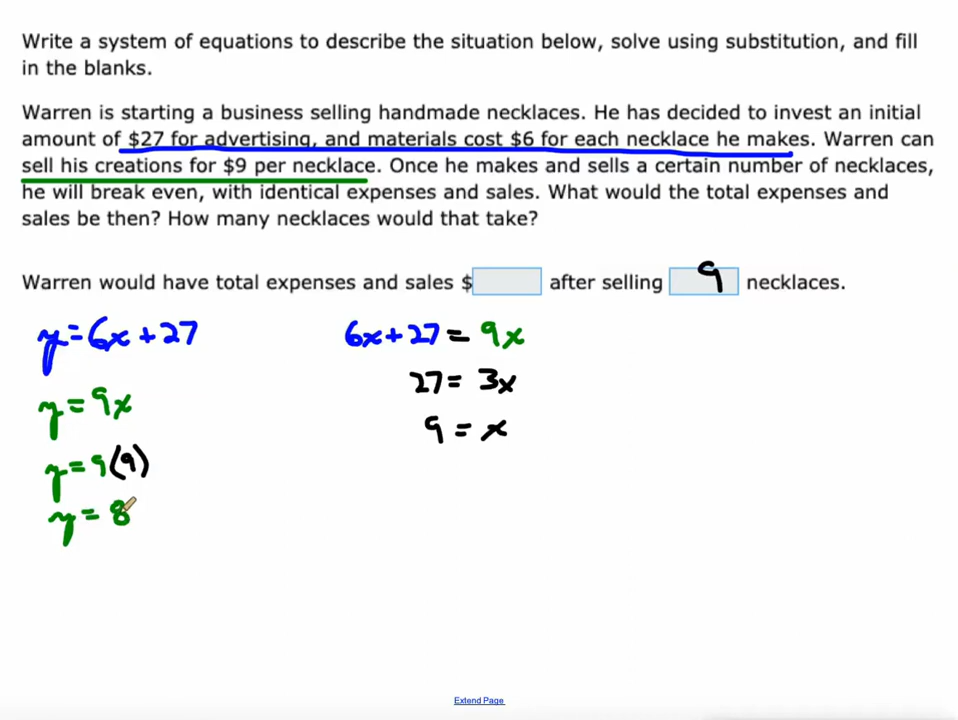 Write a system of equations to describe the situation below, solve using substitution, and fill
in the blanks.
Warren is starting a business selling handmade necklaces. He has decided to invest an initial
amount of $27 for advertising, and materials cost $6 for each necklace he makes. Warren can
sell his creations for $9 per necklace. Once he makes and sells a certain number of necklaces,
he will break even, with identical expenses and sales. What would the total expenses and
sales be then? How many necklaces would that take?
Warren would have total expenses and sales $ after selling 9 necklaces.
y=6x+27
6x+27=9x
27=3x
y=9x
9=x
y=9(9)
y=8
Extend Page